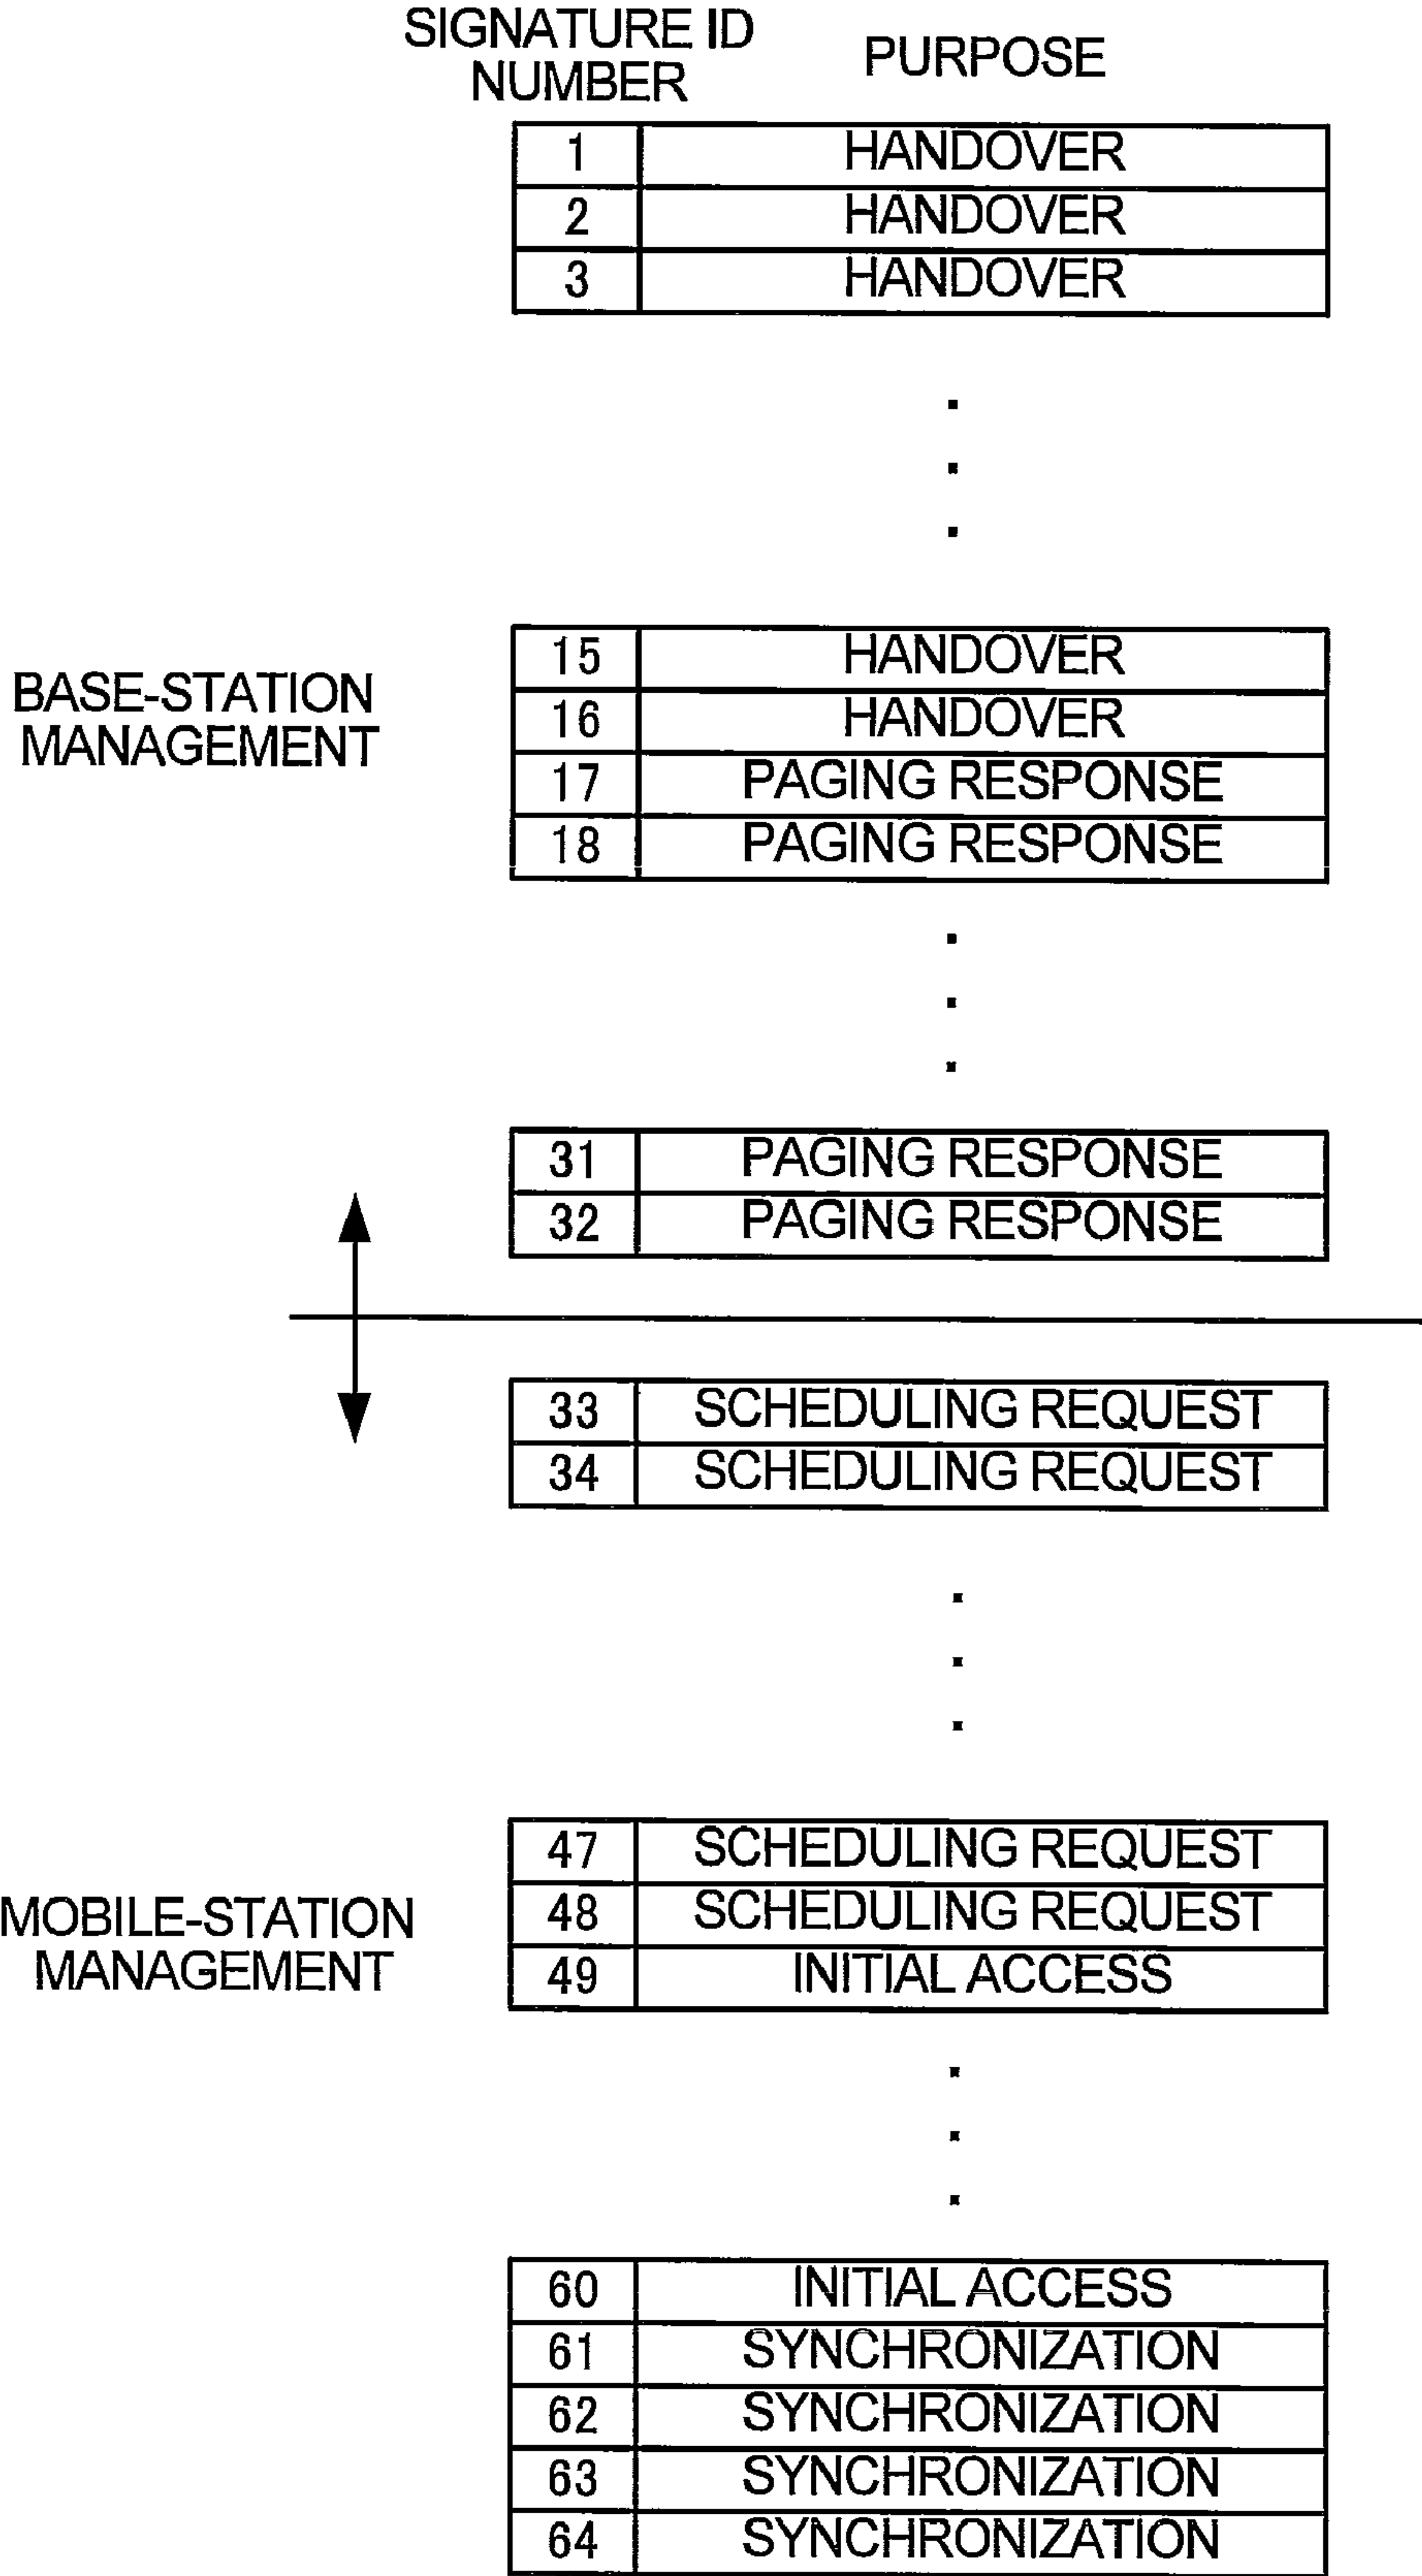 SIGNATURE ID
NUMBER
PURPOSE
1 HANDOVER
2 HANDOVER
3 HANDOVER
BASE-STATION
MANAGEMENT
15 HANDOVER
16 HANDOVER
17 PAGING RESPONSE
18 PAGING RESPONSE
31 PAGING RESPONSE
32 PAGING RESPONSE
33 SCHEDULING REQUEST
34 SCHEDULING REQUEST
MOBILE-STATION
MANAGEMENT
47 SCHEDULING REQUEST
48 SCHEDULING REQUEST
49 INITIAL ACCESS
60 INITIAL ACCESS
61 SYNCHRONIZATION
62 SYNCHRONIZATION
63 SYNCHRONIZATION
64 SYNCHRONIZATION